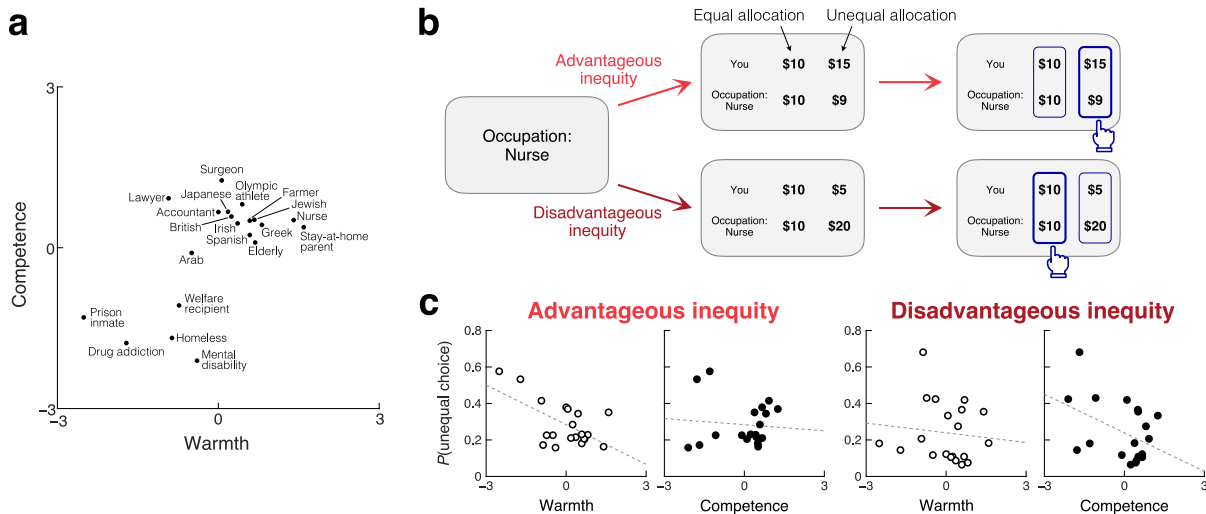 a
Competence
3
0
−3
0
3
Warmth
Surgeon
Lawyer
Japanese
Olympic
athlete
Farmer
Jewish
Accountant
Nurse
British
Irish
Greek
Spanish
Stay-at-home
parent
Elderly
Arab
Welfare
recipient
Prison
inmate
Homeless
Drug addiction
Mental
disability
b
Equal allocation
Unequal allocation
Occupation:
Nurse
Advantageous
inequity
You $10 $15
Occupation:
Nurse $10 $9
You $10 $15
Occupation:
Nurse $10 $9
Disadvantageous
inequity
You $10 $5
Occupation:
Nurse $10 $20
You $10 $5
Occupation:
Nurse $10 $20
c
Advantageous inequity
P(unequal choice)
0.8
0.6
0.4
0.2
0
−3 0 3
Warmth
−3 0 3
Competence
Disadvantageous inequity
0.8
0.6
0.4
0.2
0
−3 0 3
Warmth
−3 0 3
Competence